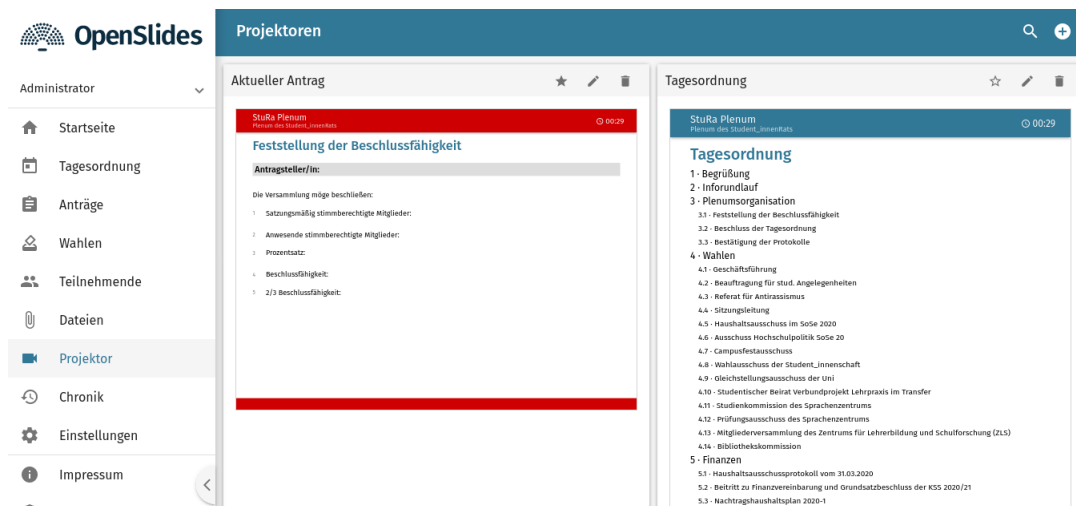 OpenSlides
Administrator
Startseite
Tagesordnung
Anträge
Wahlen
Teilnehmende
Dateien
Projektor
Chronik
Einstellungen
Impressum
Projektoren
Aktueller Antrag
StuRa Plenum
00:29
Plenum des Student_innenRats
Feststellung der Beschlussfähigkeit
Antragsteller/in:
Die Versammlung möge beschließen:
1 Satzungsmäßig stimmberechtigte Mitglieder:
2 Anwesende stimmberechtigte Mitglieder:
3 Prozentsatz:
4 Beschlussfähigkeit:
5 2/3 Beschlussfähigkeit:
Tagesordnung
StuRa Plenum
00:29
Plenum des Student_innenRats
Tagesordnung
1 · Begrüßung
2 · Inforundlauf
3 · Plenumsorganisation
3.1 · Feststellung der Beschlussfähigkeit
3.2 · Beschluss der Tagesordnung
3.3 · Bestätigung der Protokolle
4 · Wahlen
4.1 · Geschäftsführung
4.2 · Beauftragung für stud. Angelegenheiten
4.3 · Referat für Antirassismus
4.4 · Sitzungsleitung
4.5 · Haushaltsausschuss im SoSe 2020
4.6 · Ausschuss Hochschulpolitik SoSe 20
4.7 · Campusfestausschuss
4.8 · Wahlausschuss der Student_innenschaft
4.9 · Gleichstellungsausschuss der Uni
4.10 · Studentischer Beirat Verbundprojekt Lehrpraxis im Transfer
4.11 · Studienkommission des Sprachenzentrums
4.12 · Prüfungsausschuss des Sprachenzentrums
4.13 · Mitgliederversammlung des Zentrums für Lehrerbildung und Schulforschung (ZLS)
4.14 · Bibliothekskommission
5 · Finanzen
5.1 · Haushaltsausschussprotokoll vom 31.03.2020
5.2 · Beitritt zu Finanzvereinbarung und Grundsatzbeschluss der KSS 2020/21
5.3 · Nachtragshaushaltsplan 2020-1